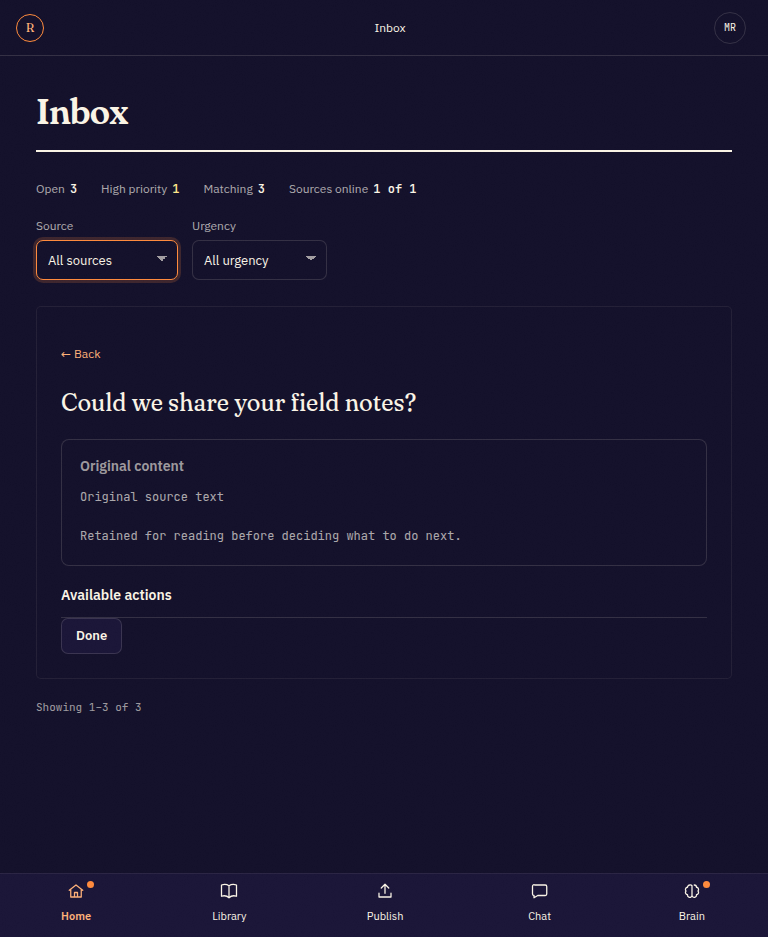 R
Inbox
MR
Inbox
Open 3 High priority 1 Matching 3 Sources online 1 of 1
Source Urgency
All sources All urgency
← Back
Could we share your field notes?
Original content
Original source text
Retained for reading before deciding what to do next.
Available actions
Done
Showing 1–3 of 3
Home Library Publish Chat Brain